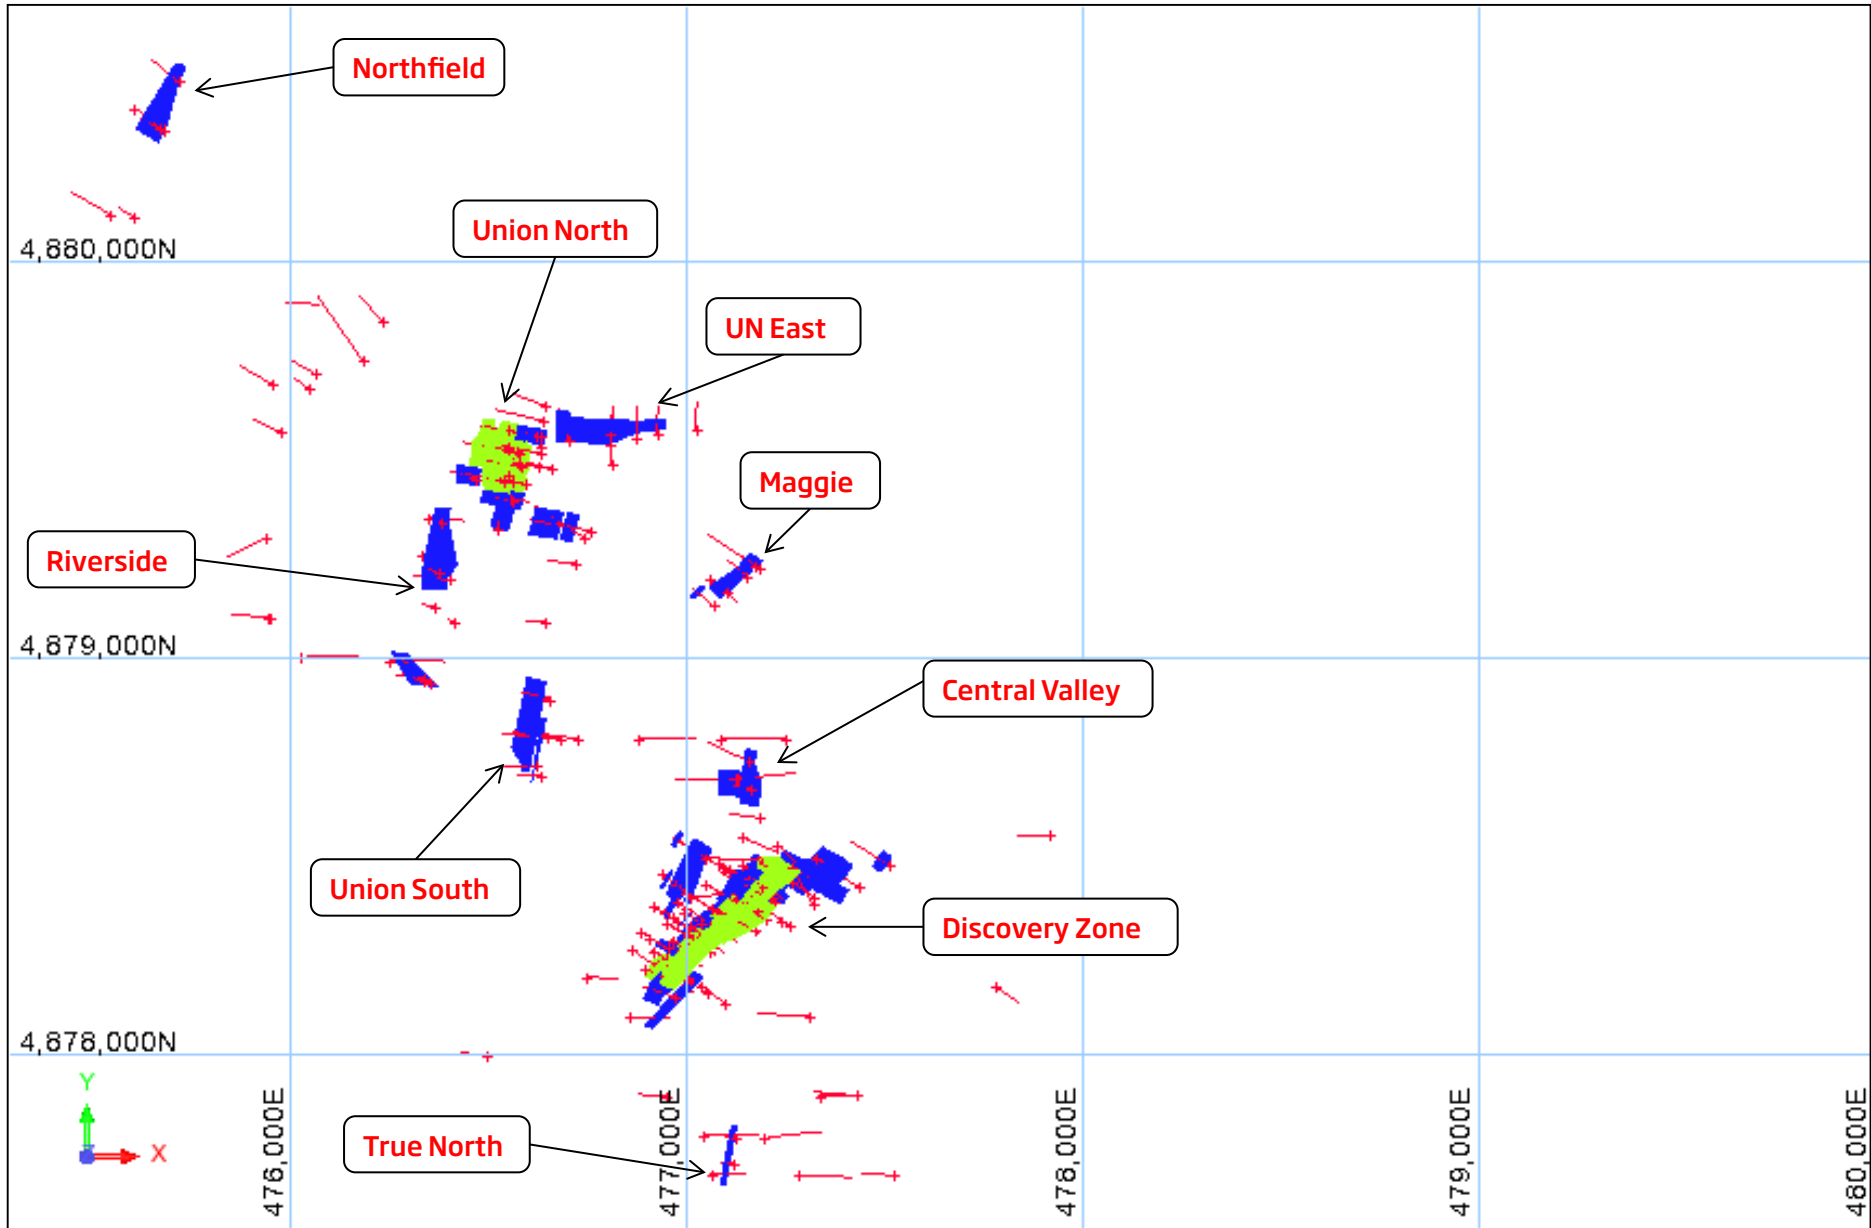 Northfield
Union North
4,880,000N
UN East
Maggie
Riverside
4,879,000N
Central Valley
Union South
Discovery Zone
4,878,000N
Y
X
True North
476,000E
477,000E
478,000E
479,000E
480,000E